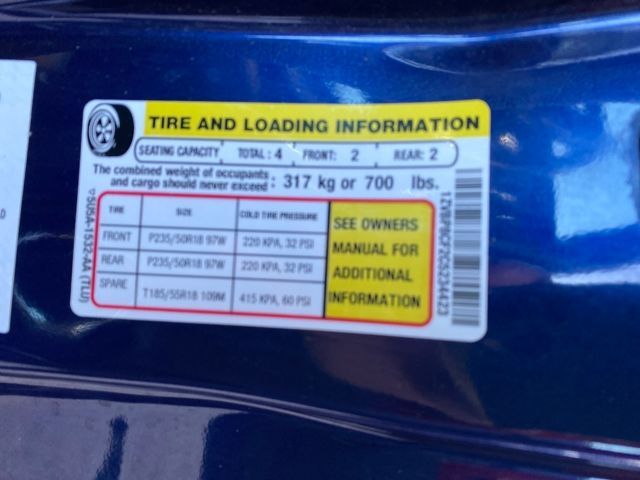 TIRE AND LOADING INFORMATION
SEATING CAPACITY TOTAL : 4 FRONT: 2 REAR: 2
The combined weight of occupants
and cargo should never exceed : 317 kg or 700 lbs.
TIRE SIZE COLD TIRE PRESSURE
FRONT P235/50R18 97W 220 KPA, 32 PSI
REAR P235/50R18 97W 220 KPA, 32 PSI
SPARE T185/55R18 109M 415 KPA, 60 PSI
SEE OWNERS
MANUAL FOR
ADDITIONAL
INFORMATION